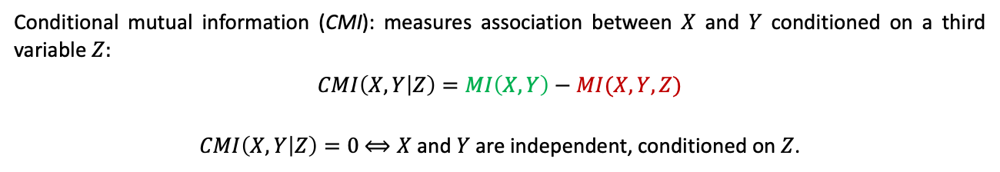 Conditional mutual information (CMI): measures association between X and Y conditioned on a third
variable Z:
CMI(X,Y|Z) = MI(X,Y) − MI(X,Y,Z)
CMI(X,Y|Z) = 0 ⟺ X and Y are independent, conditioned on Z.